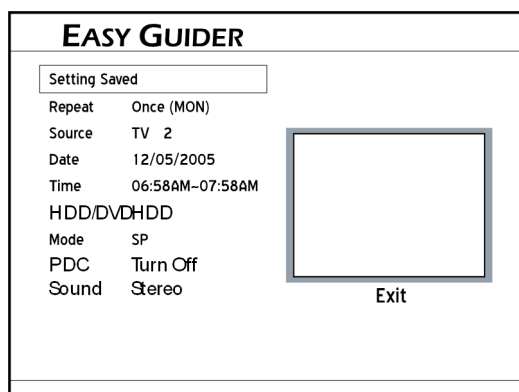 EASY GUIDER
Setting Saved
Repeat Once (MON)
Source TV 2
Date 12/05/2005
Time 06:58AM~07:58AM
HDD/DVDHDD
Mode SP
PDC Turn Off
Sound Stereo
Exit